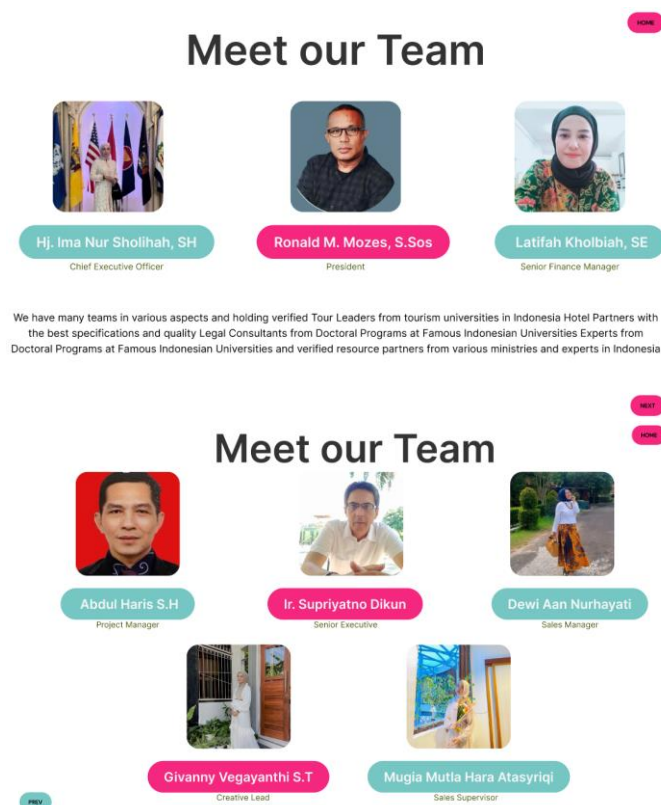 HOME
Meet our Team
Hj. Ima Nur Sholihah, SH
Chief Executive Officer
Ronald M. Mozes, S.Sos
President
Latifah Kholbiah, SE
Senior Finance Manager
We have many teams in various aspects and holding verified Tour Leaders from tourism universities in Indonesia Hotel Partners with
the best specifications and quality Legal Consultants from Doctoral Programs at Famous Indonesian Universities Experts from
Doctoral Programs at Famous Indonesian Universities and verified resource partners from various ministries and experts in Indonesia
NEXT
HOME
Meet our Team
Abdul Haris S.H
Project Manager
Ir. Supriyatno Dikun
Senior Executive
Dewi Aan Nurhayati
Sales Manager
Givanny Vegayanthi S.T
Creative Lead
Mugia Mutla Hara Atasyriqi
Sales Supervisor
PREV